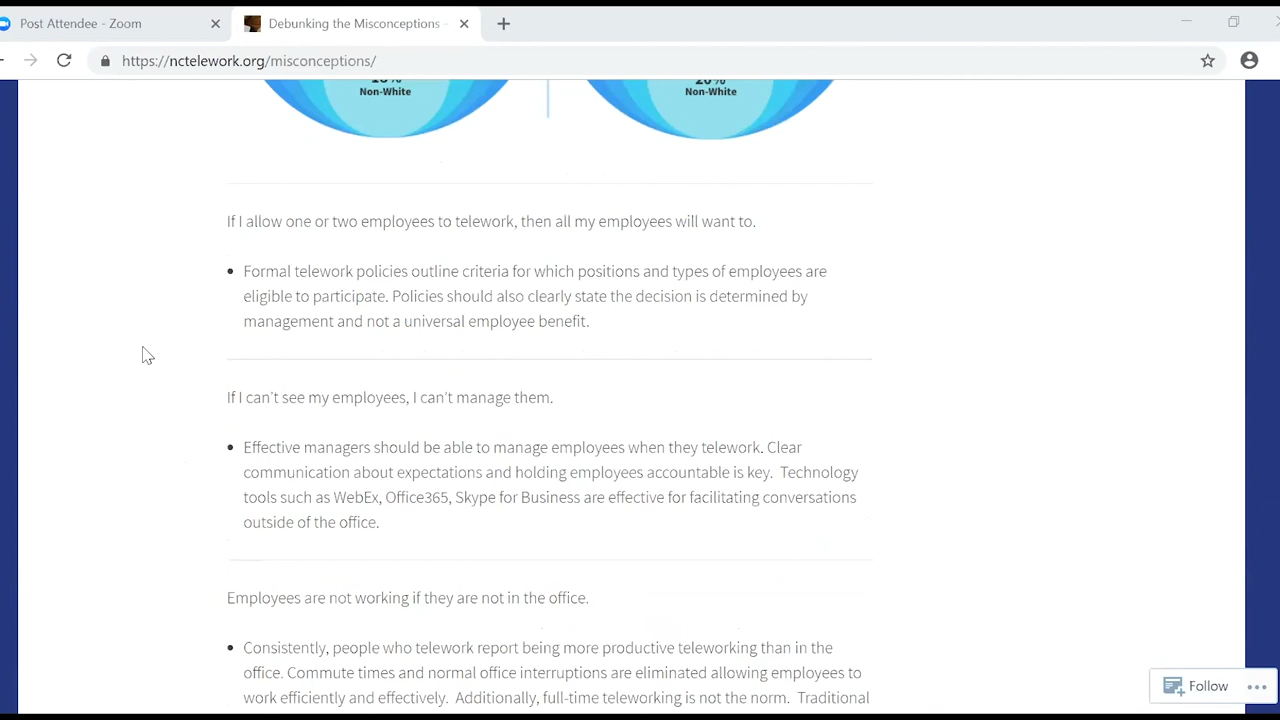 Post Attendee - Zoom
Debunking the Misconceptions -
https://nctelework.org/misconceptions/
Non-White
Non-White
If I allow one or two employees to telework, then all my employees will want to.
Formal telework policies outline criteria for which positions and types of employees are
eligible to participate. Policies should also clearly state the decision is determined by
management and not a universal employee benefit.
If I can't see my employees, I can't manage them.
Effective managers should be able to manage employees when they telework. Clear
communication about expectations and holding employees accountable is key. Technology
tools such as WebEx, Office365, Skype for Business are effective for facilitating conversations
outside of the office.
Employees are not working if they are not in the office.
Consistently, people who telework report being more productive teleworking than in the
office. Commute times and normal office interruptions are eliminated allowing employees to
work efficiently and effectively. Additionally, full-time teleworking is not the norm. Traditional
Follow